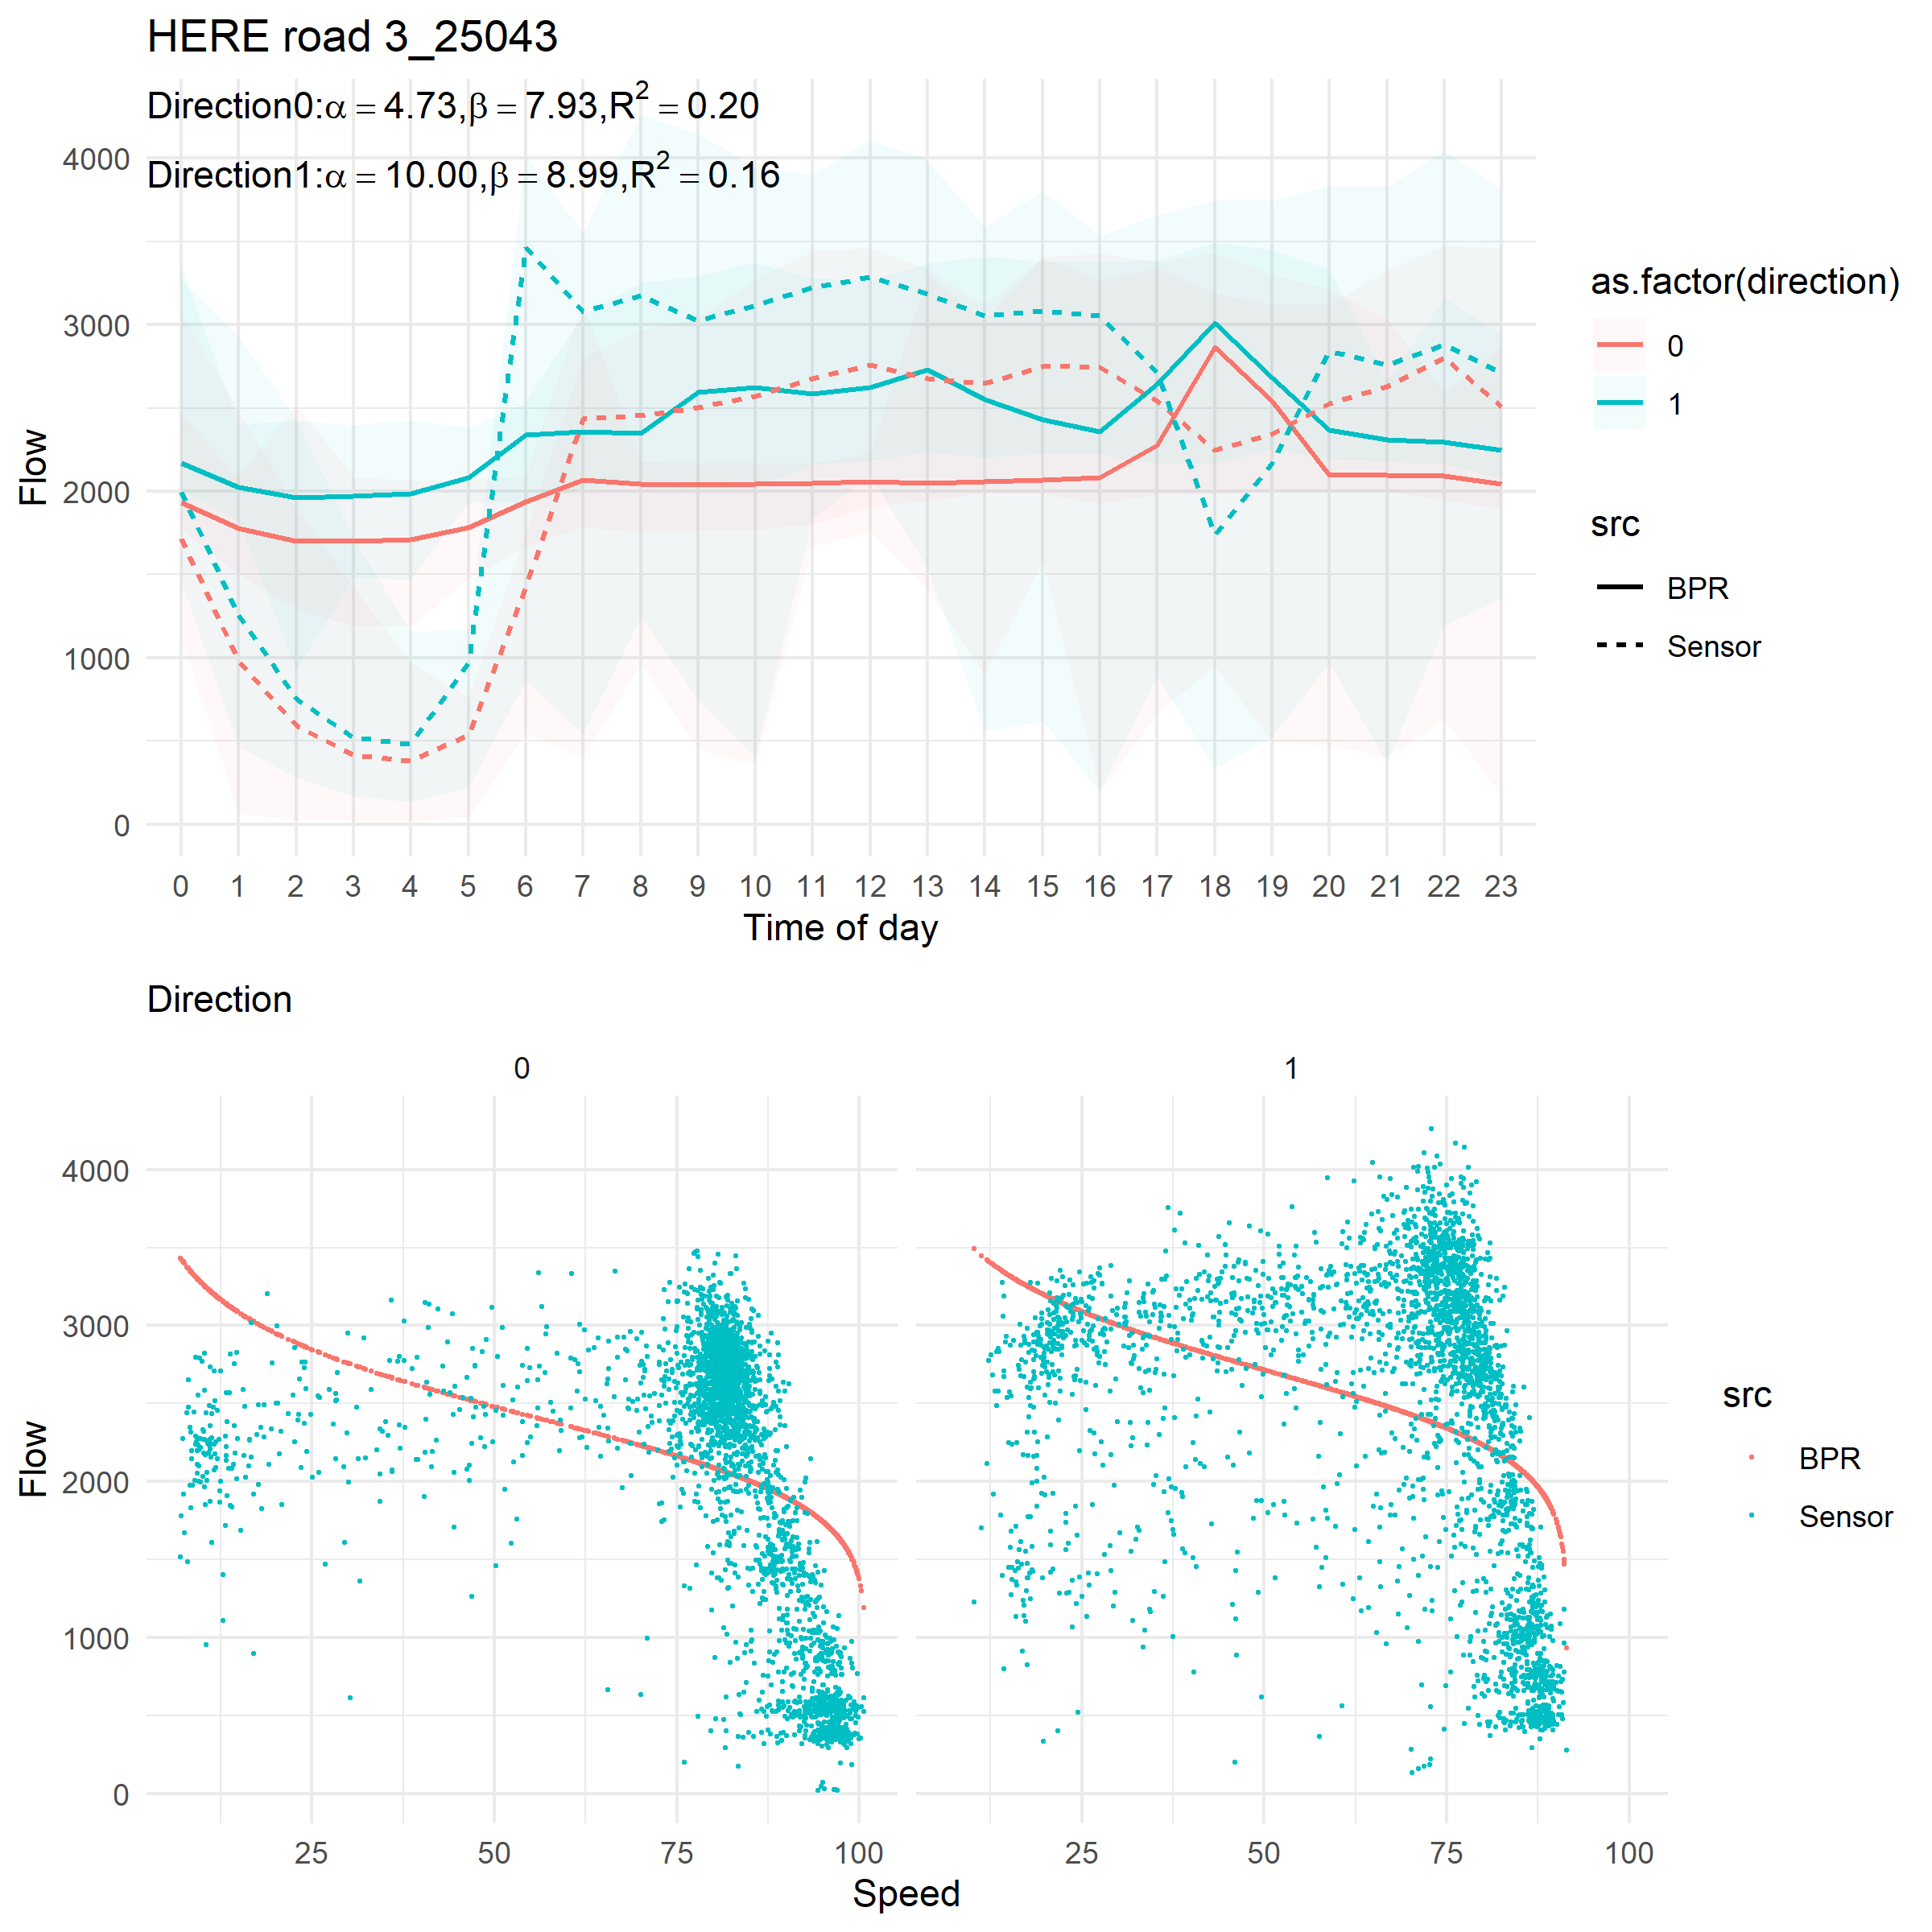 HERE road 3_25043
Direction0:α = 4.73,β = 7.93,R² = 0.20
Direction1:α = 10.00,β = 8.99,R² = 0.16
4000
3000
2000
1000
0
Flow
0 1 2 3 4 5 6 7 8 9 10 11 12 13 14 15 16 17 18 19 20 21 22 23
Time of day
as.factor(direction)
0
1
src
BPR
Sensor
Direction
0 1
4000
3000
2000
1000
0
Flow
25 50 75 100 25 50 75 100
Speed
src
BPR
Sensor